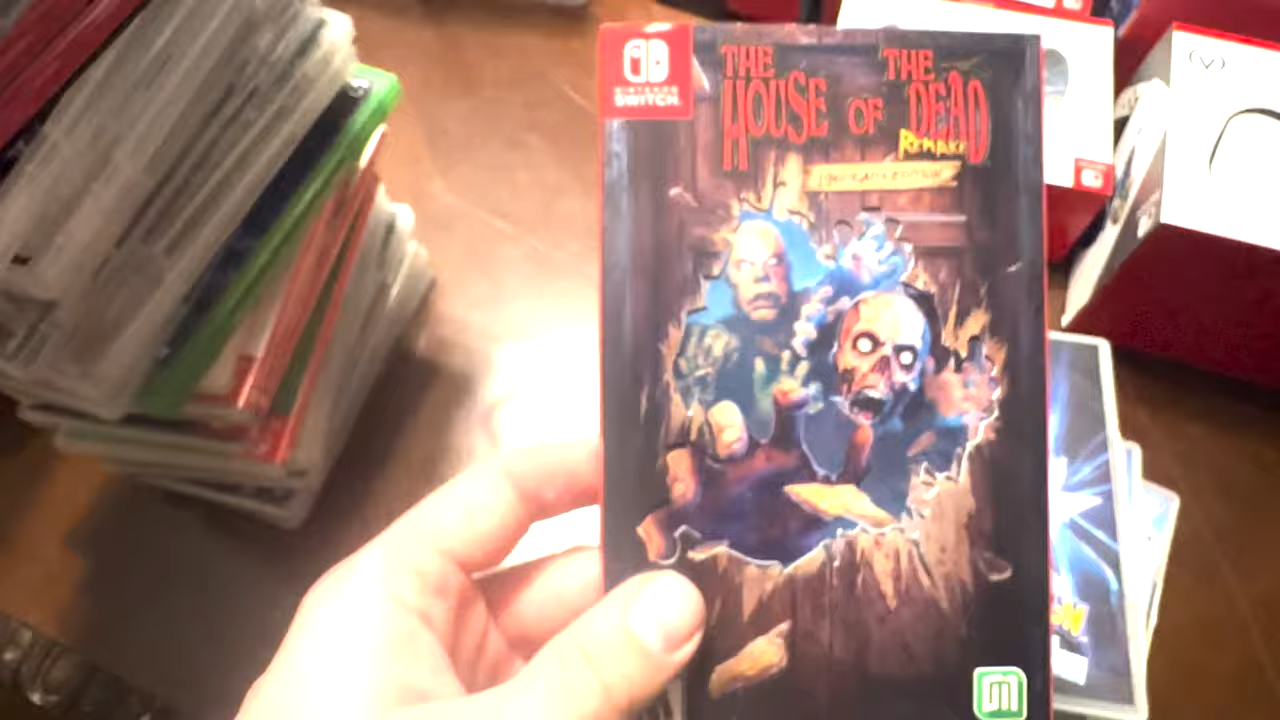 NINTENDO
SWITCH
THE HOUSE OF THE DEAD
REMAKE